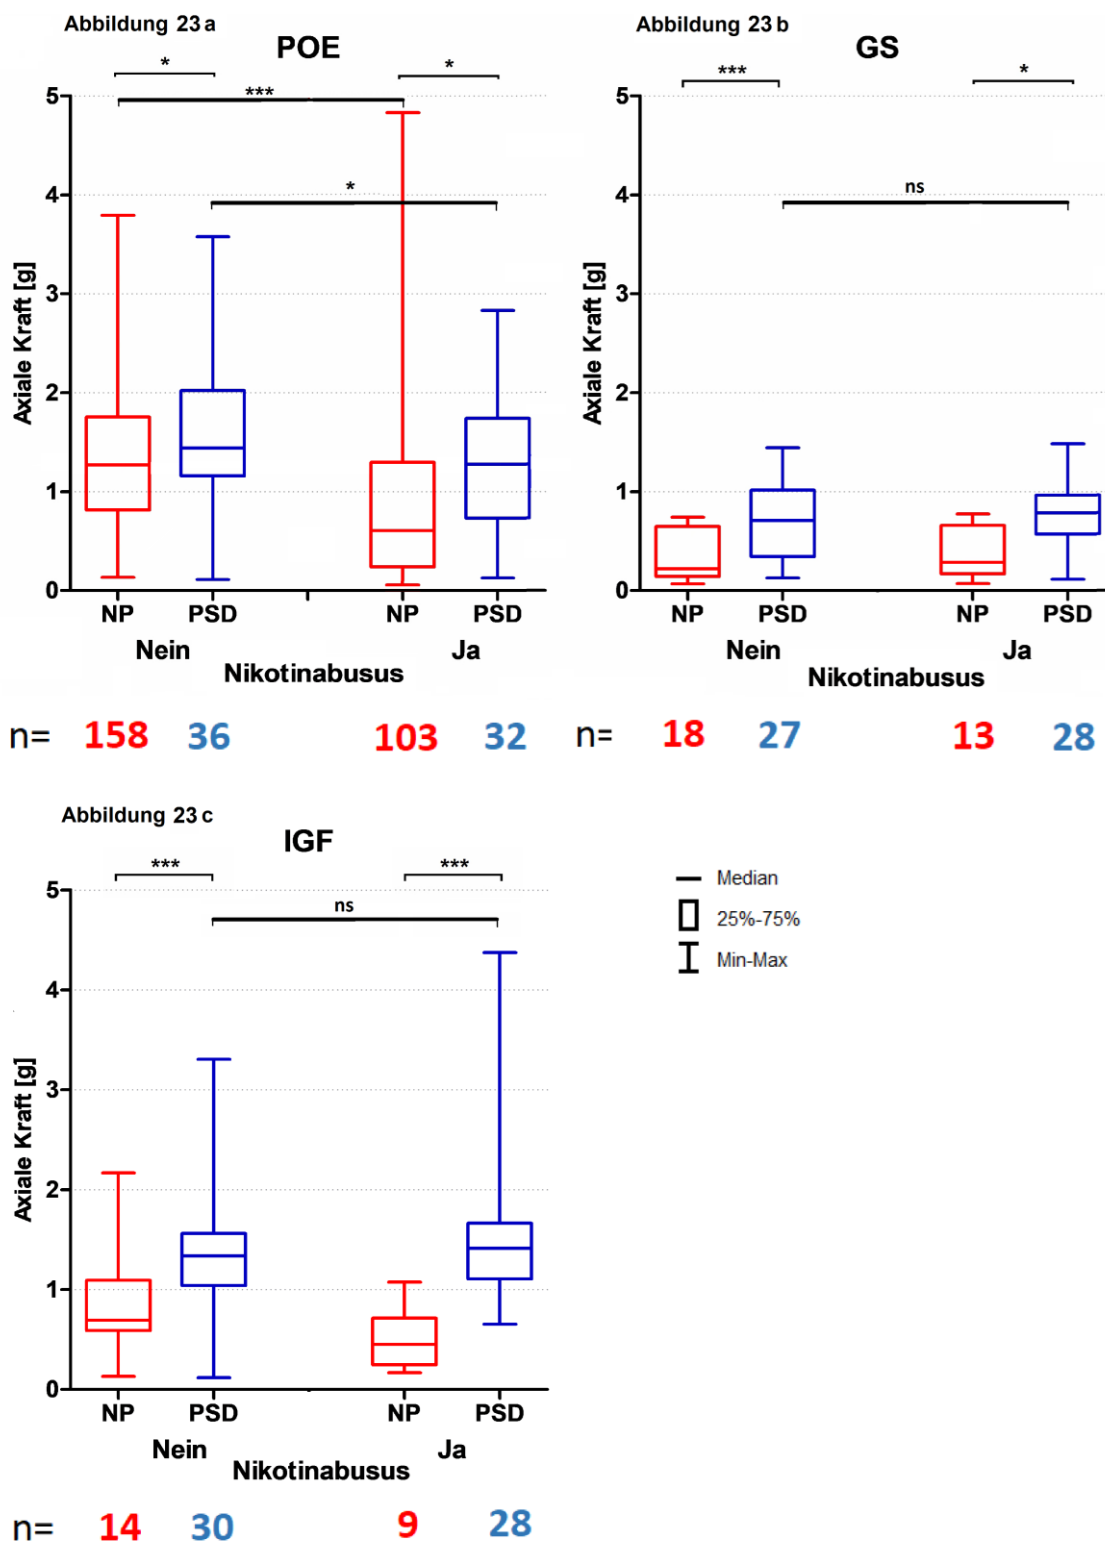 Abbildung 23 a
POE
* *
***
*
5
4
3
2
1
0
Axiale Kraft [g]
NP PSD NP PSD
Nein Ja
Nikotinabusus
n= 158 36 103 32
Abbildung 23 b
GS
*** *
ns
5
4
3
2
1
0
Axiale Kraft [g]
NP PSD NP PSD
Nein Ja
Nikotinabusus
n= 18 27 13 28
Abbildung 23 c
IGF
*** ***
ns
5
4
3
2
1
0
Axiale Kraft [g]
NP PSD NP PSD
Nein Ja
Nikotinabusus
n= 14 30 9 28
Median
25%-75%
Min-Max